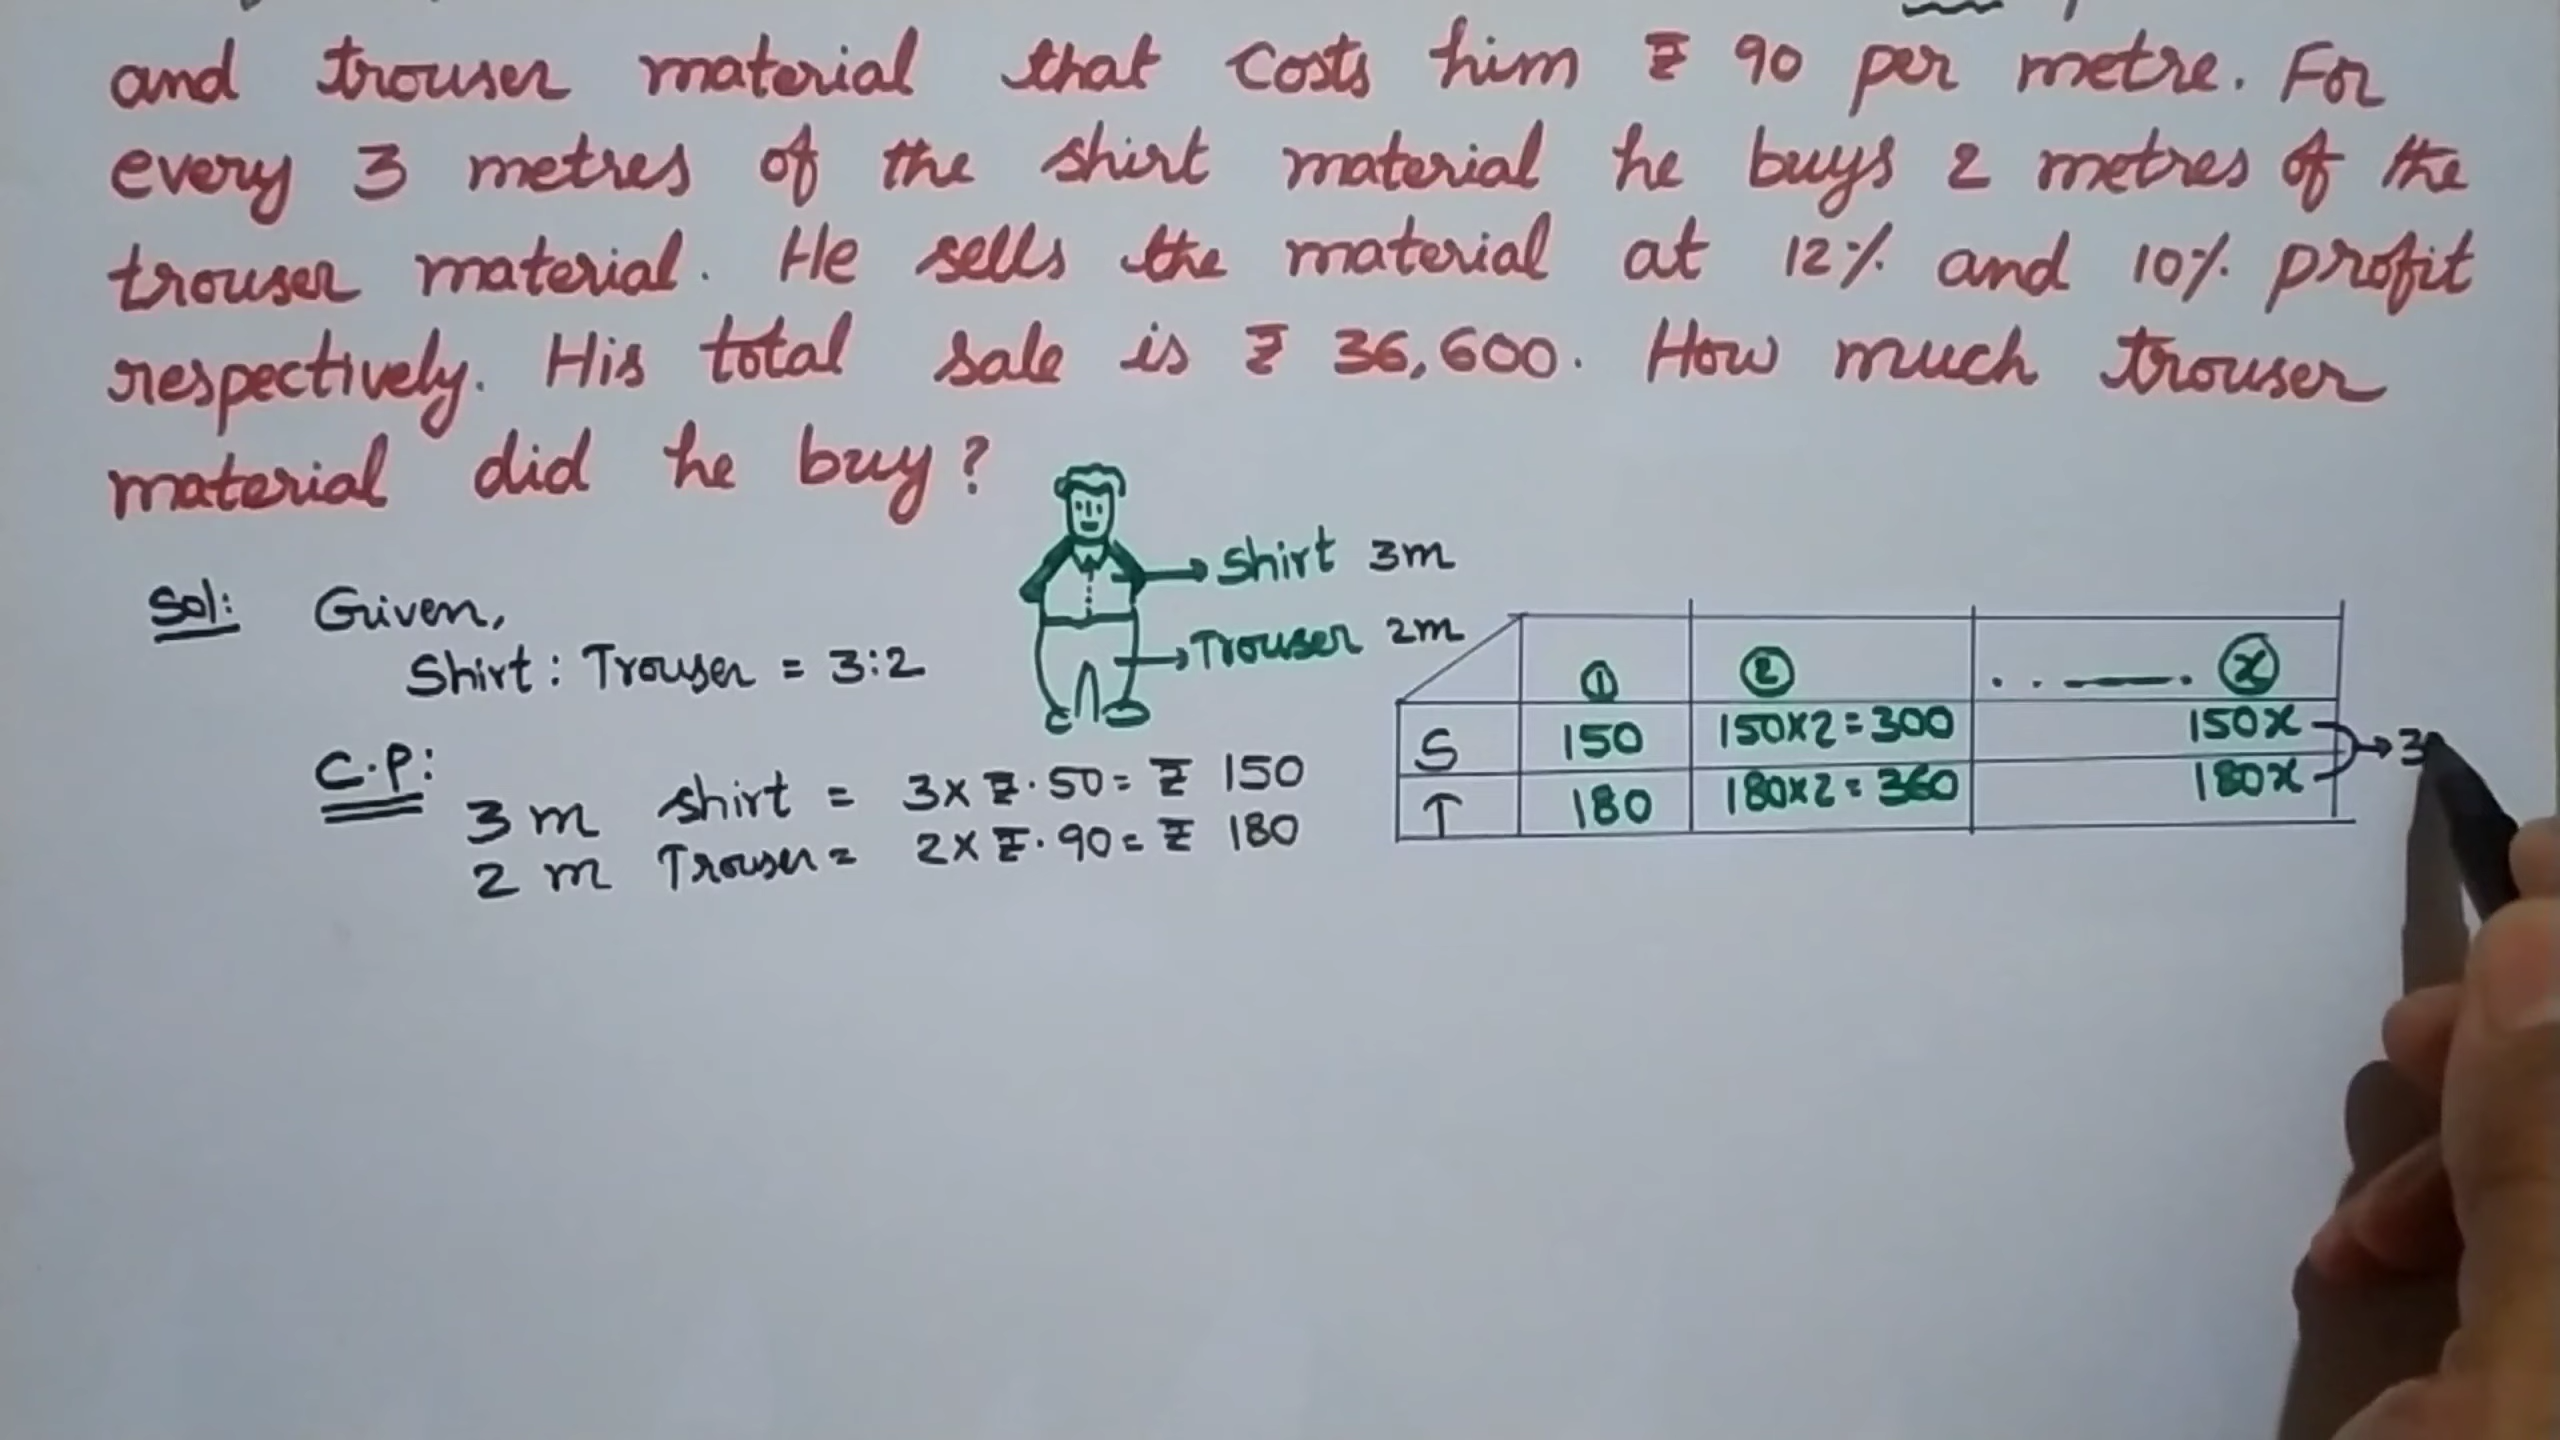 and trouser material that costs him ₹ 90 per metre. For
every 3 metres of the shirt material he buys 2 metres of the
trouser material. He sells the material at 12% and 10% profit
respectively. His total sale is ₹ 36,600. How much trouser
material did he buy?
Sol: Given,
Shirt : Trouser = 3:2
Shirt 3m
Trouser 2m
C.P:
3 m shirt = 3 x ₹. 50 = ₹ 150
2 m Trouser = 2 x ₹. 90 = ₹ 180
① ② . . —. ⓧ
S 150 150x2=300 150x
T 180 180x2=360 180x